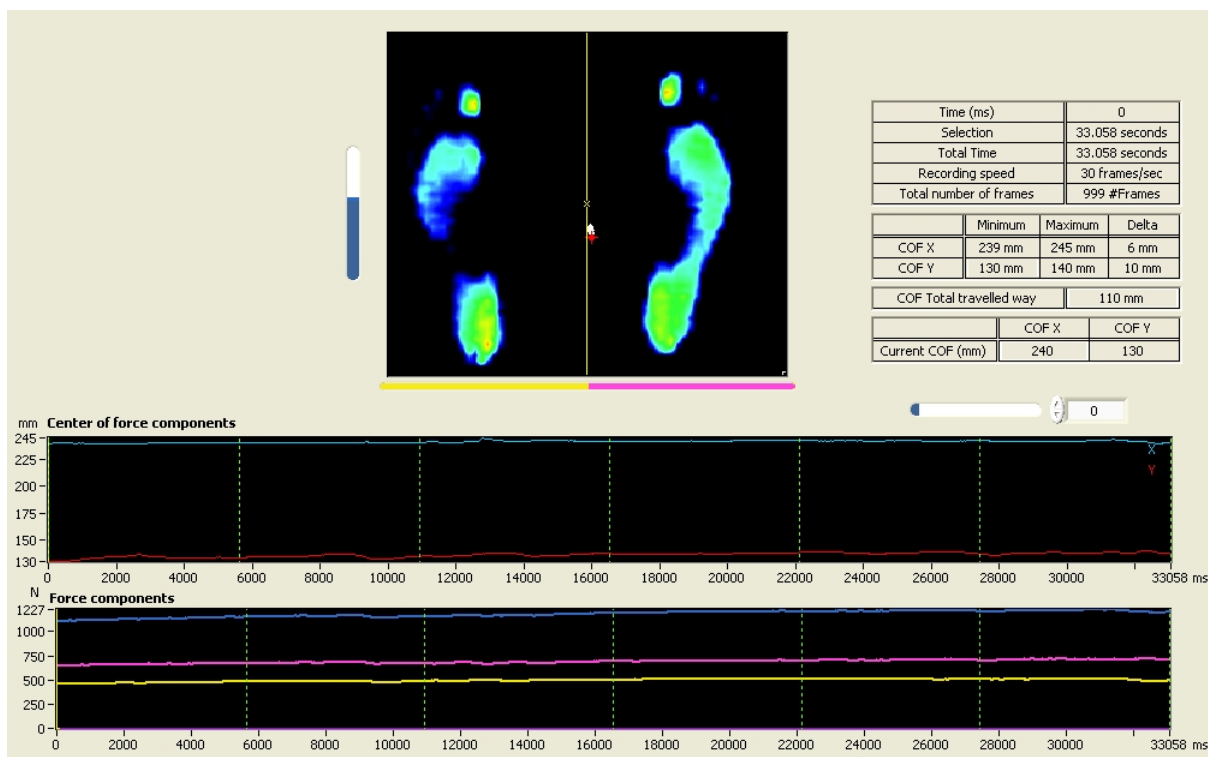 Time (ms) 0
Selection 33.058 seconds
Total Time 33.058 seconds
Recording speed 30 frames/sec
Total number of frames 999 #Frames
Minimum Maximum Delta
COF X 239 mm 245 mm 6 mm
COF Y 130 mm 140 mm 10 mm
COF Total travelled way 110 mm
COF X COF Y
Current COF (mm) 240 130
0
mm Center of force components
245
225
200
175
150
130
X
Y
0 2000 4000 6000 8000 10000 12000 14000 16000 18000 20000 22000 24000 26000 28000 30000 33058 ms
N Force components
1227
1000
750
500
250
0
0 2000 4000 6000 8000 10000 12000 14000 16000 18000 20000 22000 24000 26000 28000 30000 33058 ms